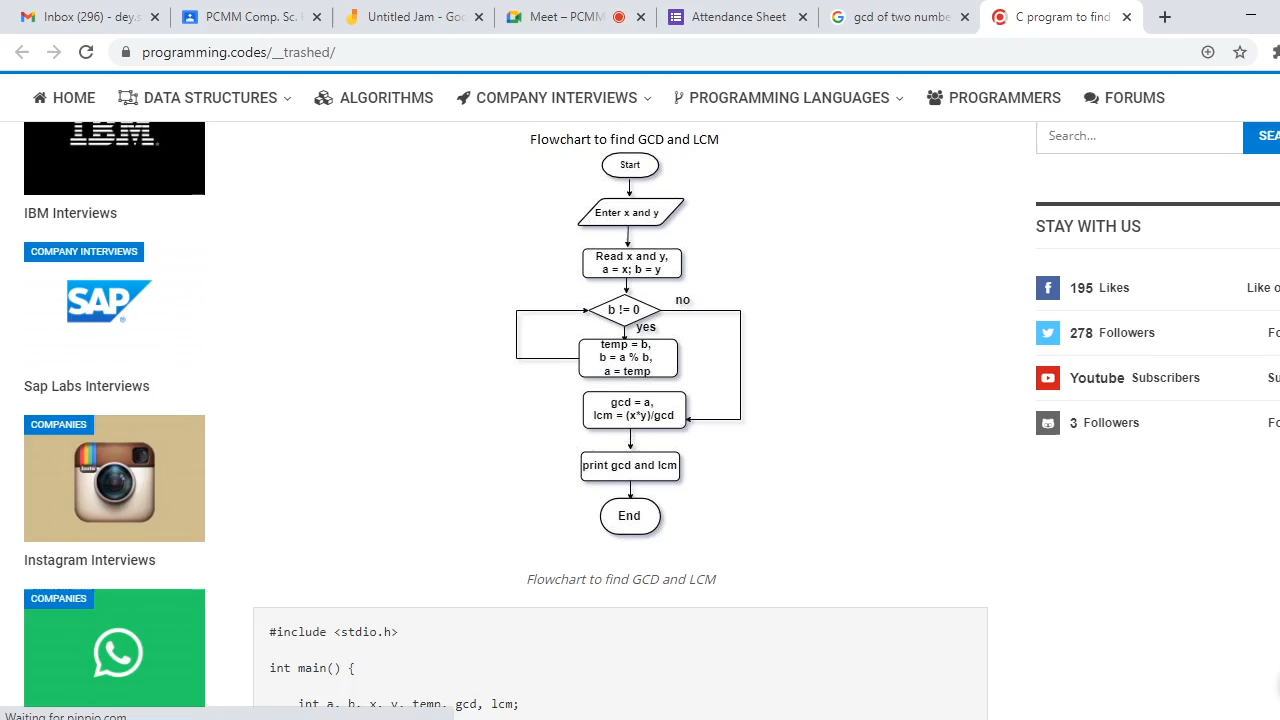 Inbox (296) - dey.s
PCMM Comp. Sc
Untitled Jam - Goo
Meet – PCMM
Attendance Sheet
gcd of two numbe
C program to find
programming.codes/__trashed/
HOME
DATA STRUCTURES
ALGORITHMS
COMPANY INTERVIEWS
PROGRAMMING LANGUAGES
PROGRAMMERS
FORUMS
IBM
IBM Interviews
COMPANY INTERVIEWS
SAP
Sap Labs Interviews
COMPANIES
Insta
Instagram Interviews
COMPANIES
Flowchart to find GCD and LCM
Start
Enter x and y
Read x and y,
a = x; b = y
b != 0
no
yes
temp = b,
b = a % b,
a = temp
gcd = a,
lcm = (x*y)/gcd
print gcd and lcm
End
Flowchart to find GCD and LCM
#include <stdio.h>
int main() {
int a, b, x, y, temp, gcd, lcm;
Search...
SEA
STAY WITH US
195 Likes
Like o
278 Followers
Fo
Youtube Subscribers
Su
3 Followers
Fo
Waiting for pippio.com